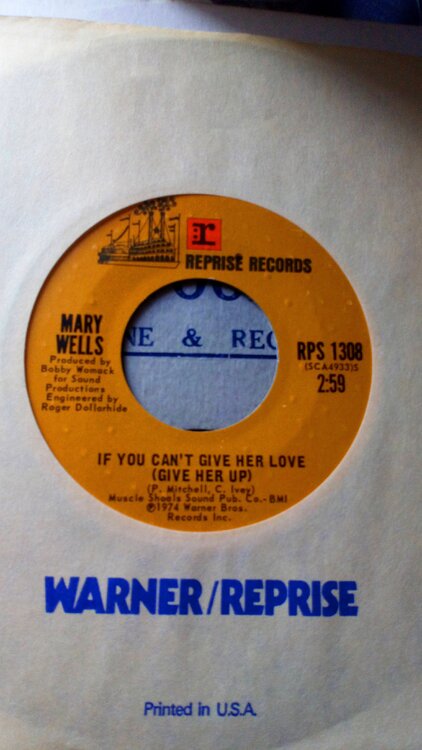 r:
REPRISE RECORDS
MARY
WELLS
Produced by
Bobby Womack
for Sound
Productions
Engineered by
Roger Dollarhide
NE & REC
RPS 1308
(SCA4933)S
2:59
IF YOU CAN'T GIVE HER LOVE
(GIVE HER UP)
(P. Mitchell, C. Ivey)
Muscle Shoals Sound Pub. Co.-BMI
℗1974 Warner Bros.
Records Inc.
WARNER/REPRISE
Printed in U.S.A.